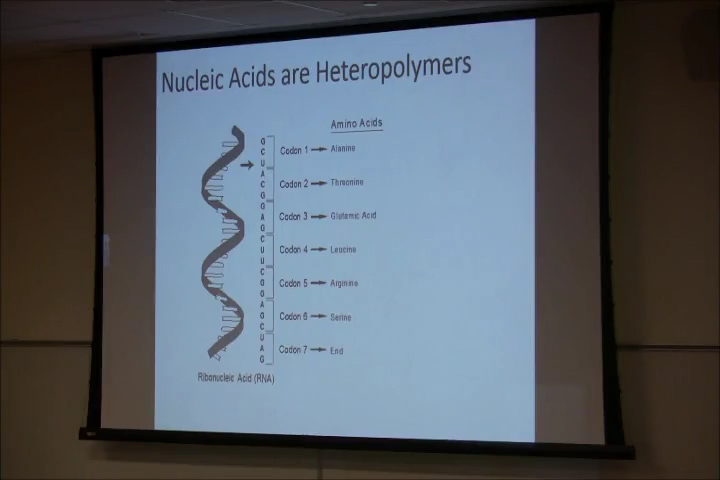 Nucleic Acids are Heteropolymers
Amino Acids
G
C
U
Codon 1 Alanine
A
C
G
Codon 2 Threonine
G
A
G
Codon 3 Glutamic Acid
C
U
U
Codon 4 Leucine
C
G
G
Codon 5 Arginine
A
G
C
Codon 6 Serine
U
A
G
Codon 7 End
Ribonucleic Acid (RNA)